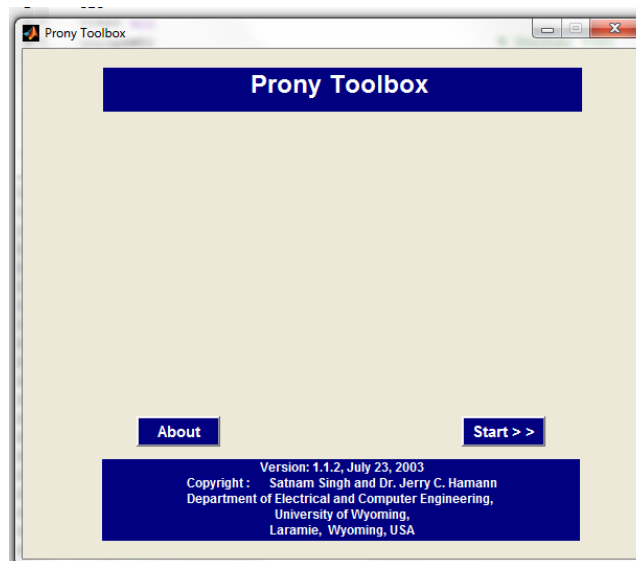 Prony Toolbox
Prony Toolbox
About
Start > >
Version: 1.1.2, July 23, 2003
Copyright : Satnam Singh and Dr. Jerry C. Hamann
Department of Electrical and Computer Engineering,
University of Wyoming,
Laramie, Wyoming, USA